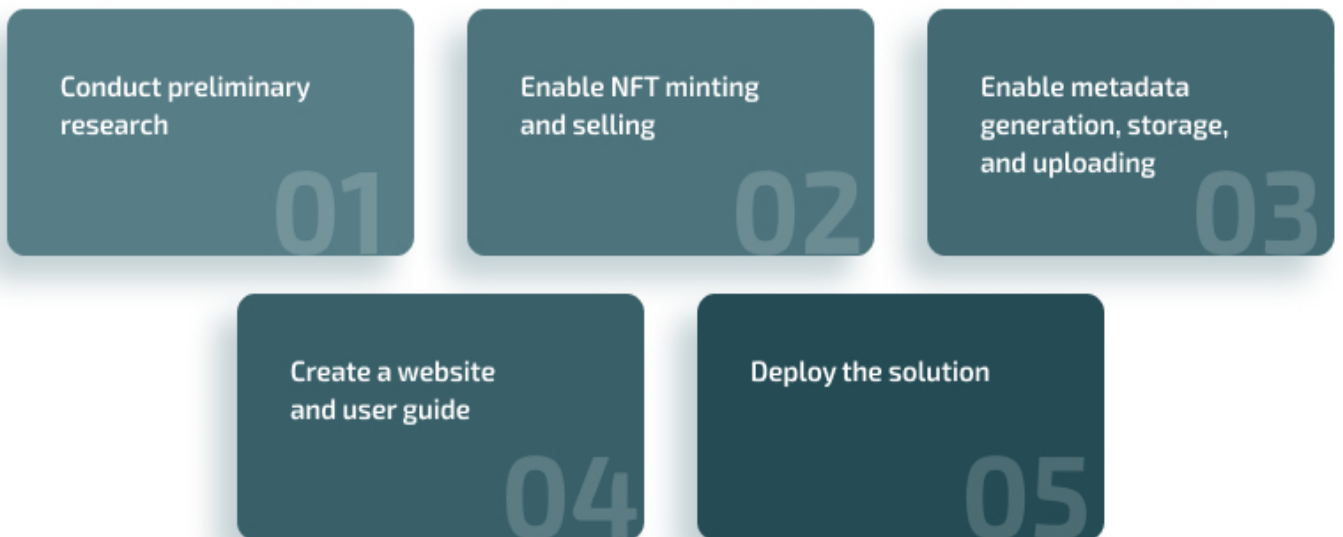 Conduct preliminary
research
01
Enable NFT minting
and selling
02
Enable metadata
generation, storage,
and uploading
03
Create a website
and user guide
04
Deploy the solution
05